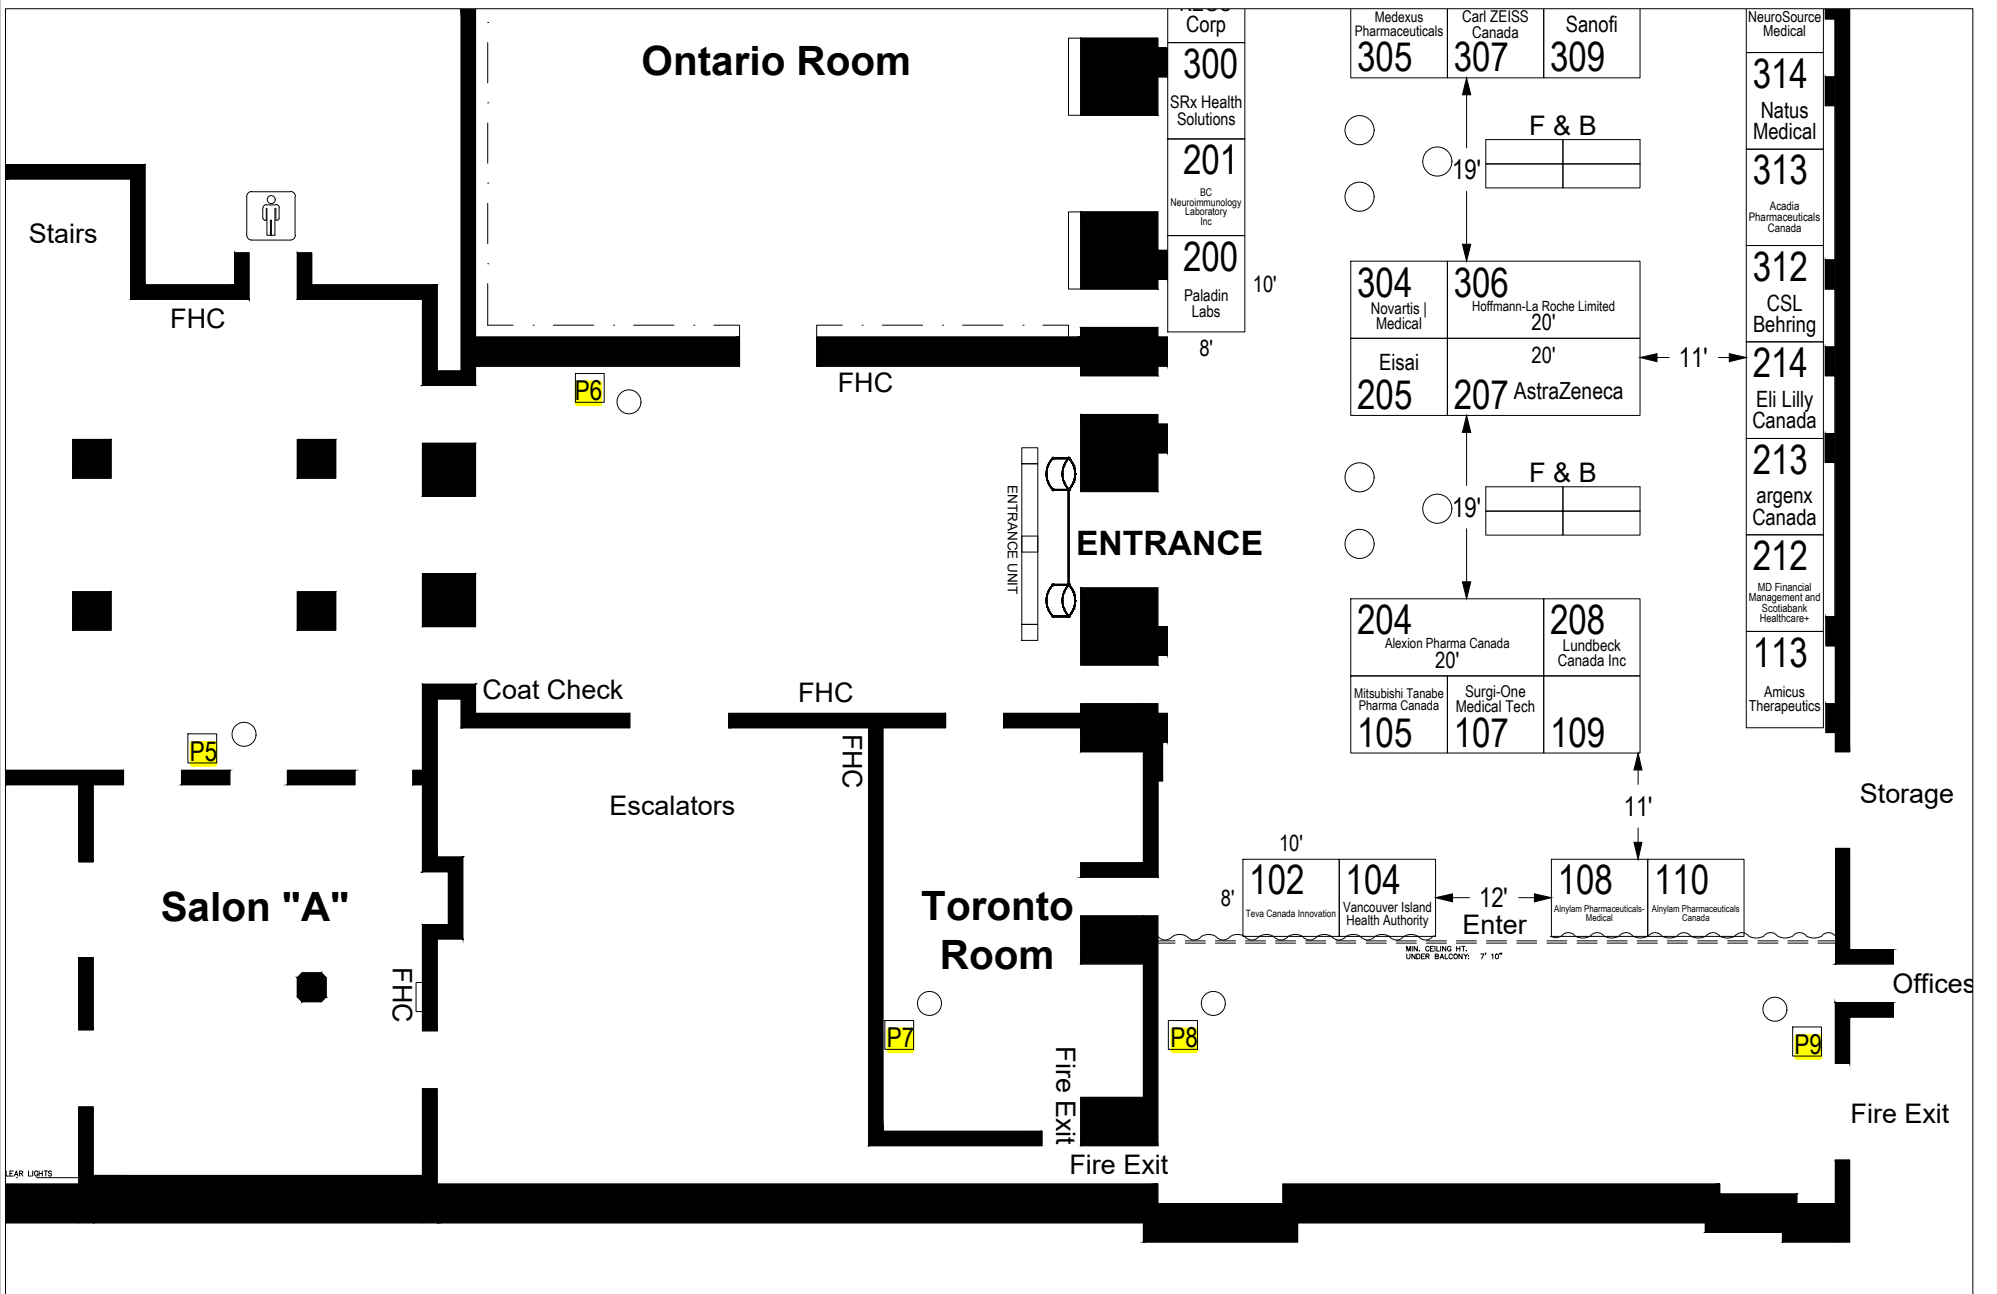 Corp
300
SRx Health
Solutions
201
BC
Neuroimmunology
Laboratory
Inc
200
Paladin
Labs
10'
8'
Medexus
Pharmaceuticals
305
Carl ZEISS
Canada
307
Sanofi
309
NeuroSource
Medical
314
Natus
Medical
313
Acadia
Pharmaceuticals
Canada
312
CSL
Behring
214
Eli Lilly
Canada
213
argenx
Canada
212
MD Financial
Management and
Scotiabank
Healthcare+
113
Amicus
Therapeutics
F & B
19'
304
Novartis |
Medical
306
Hoffmann-La Roche Limited
20'
Eisai
205
20'
207 AstraZeneca
11'
F & B
19'
204
Alexion Pharma Canada
20'
208
Lundbeck
Canada Inc
Mitsubishi Tanabe
Pharma Canada
105
Surgi-One
Medical Tech
107
109
11'
10'
8'
102
Teva Canada Innovation
104
Vancouver Island
Health Authority
12'
Enter
108
Alnylam Pharmaceuticals-
Medical
110
Alnylam Pharmaceuticals
Canada
MIN. CEILING HT.
UNDER BALCONY: 7' 10"
Ontario Room
Stairs
FHC
FHC
P6
ENTRANCE UNIT
ENTRANCE
Coat Check
FHC
FHC
P5
Escalators
Salon "A"
FHC
Toronto
Room
P7
P8
P9
Fire Exit
Fire Exit
Storage
Offices
Fire Exit
LEAR LIGHTS